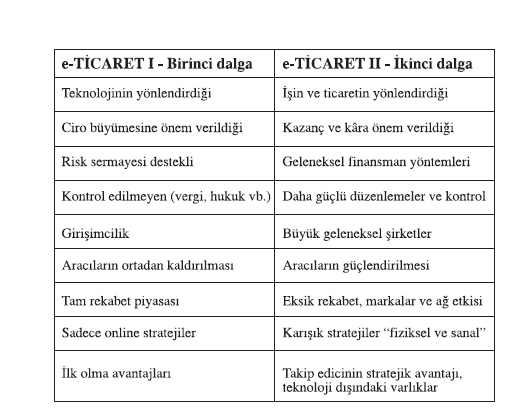 e-TİCARET I - Birinci dalga
e-TİCARET II - İkinci dalga
Teknolojinin yönlendirdiği
İşin ve ticaretin yönlendirdiği
Ciro büyümesine önem verildiği
Kazanç ve kâra önem verildiği
Risk sermayesi destekli
Geleneksel finansman yöntemleri
Kontrol edilmeyen (vergi, hukuk vb.)
Daha güçlü düzenlemeler ve kontrol
Girişimcilik
Büyük geleneksel şirketler
Aracıların ortadan kaldırılması
Aracıların güçlendirilmesi
Tam rekabet piyasası
Eksik rekabet, markalar ve ağ etkisi
Sadece online stratejiler
Karışık stratejiler “fiziksel ve sanal”
İlk olma avantajları
Takip edicinin stratejik avantajı,
teknoloji dışındaki varlıklar